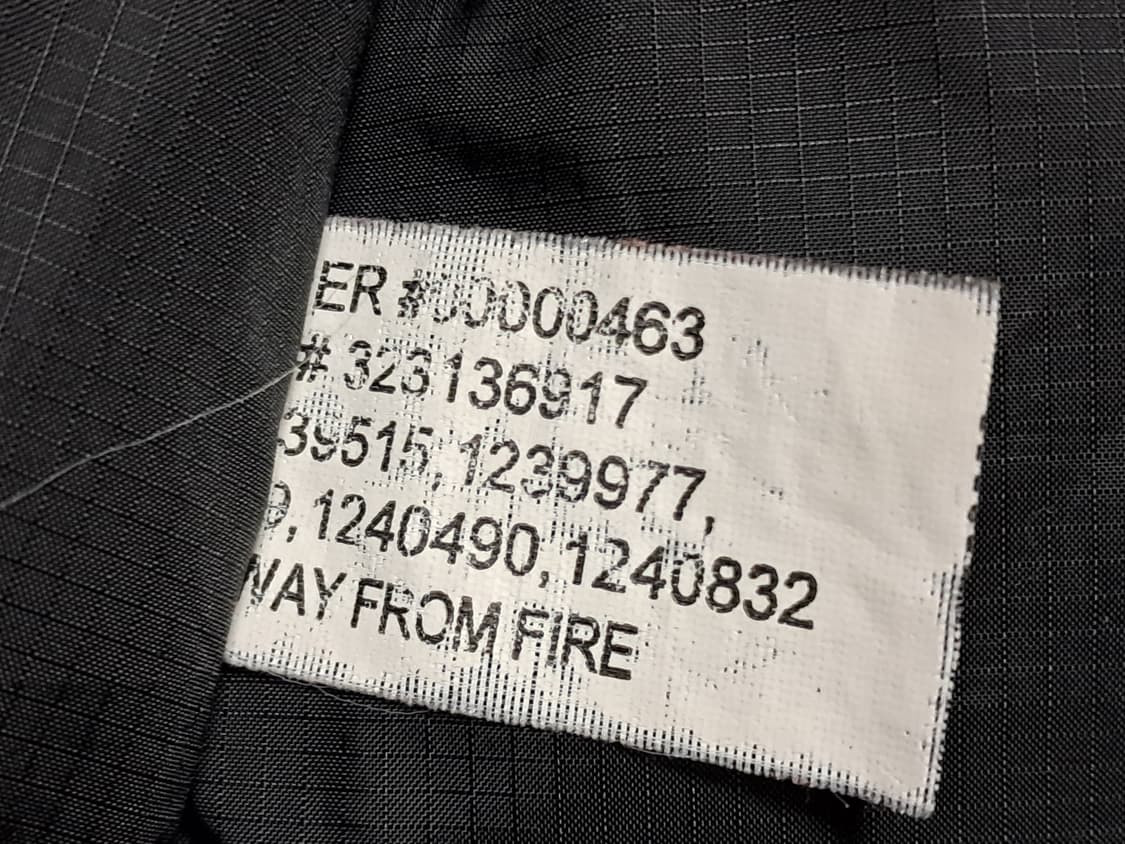 ER #00000463
# 323136917
39515, 1239977,
9, 1240490, 1240832
WAY FROM FIRE